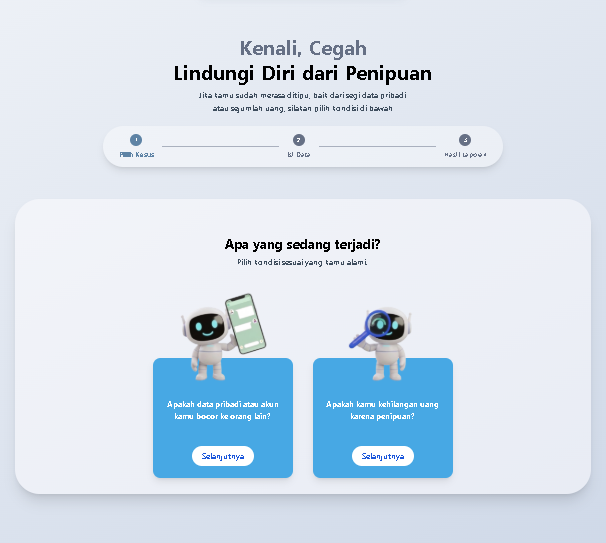 Kenali, Cegah
Lindungi Diri dari Penipuan
Jika kamu sudah merasa ditipu, baik dari segi data pribadi
atau sejumlah uang, silakan pilih kondisi di bawah
1
2
3
Pilih Kasus
Isi Data
Hasil Laporan
Apa yang sedang terjadi?
Pilih kondisi sesuai yang kamu alami.
Apakah data pribadi atau akun
kamu bocor ke orang lain?
Selanjutnya
Apakah kamu kehilangan uang
karena penipuan?
Selanjutnya